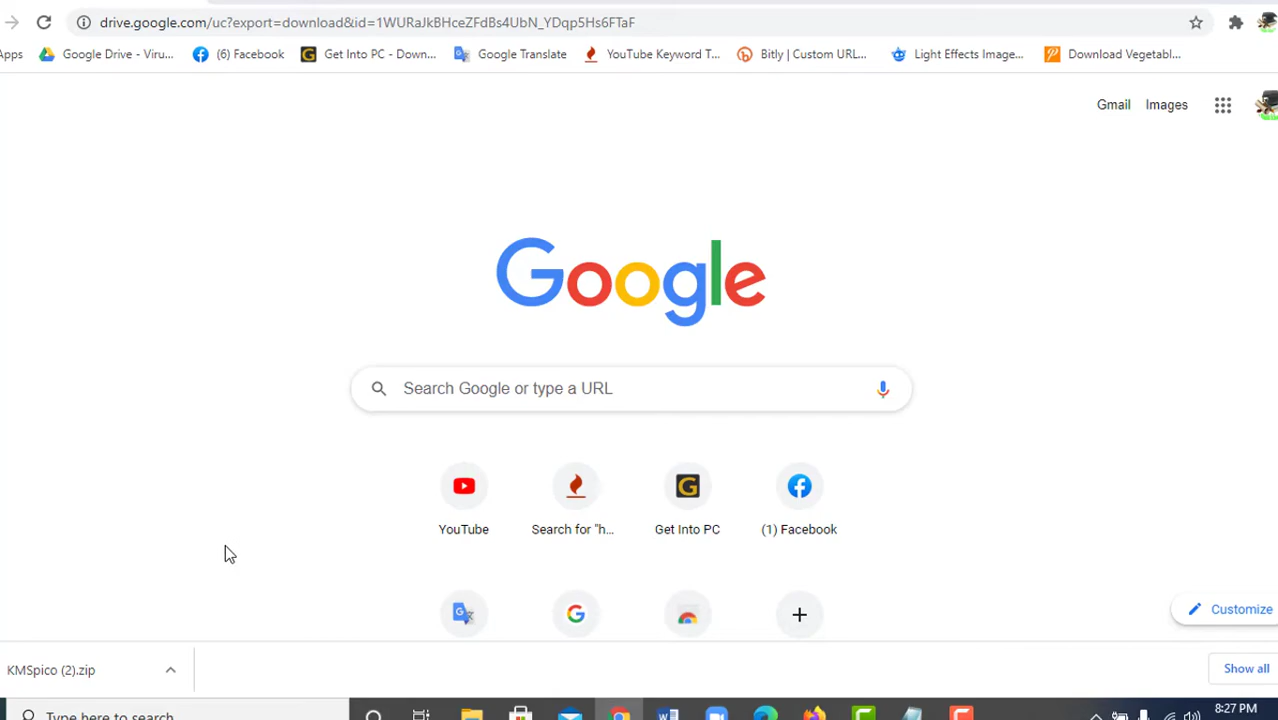 drive.google.com/uc?export=download&id=1WURaJkBHceZFdBs4UbN_YDqp5Hs6FTaF
Apps Google Drive - Viru... (6) Facebook Get Into PC - Down... Google Translate YouTube Keyword T... Bitly | Custom URL... Light Effects Image... Download Vegetabl...
Gmail Images
Google
Search Google or type a URL
YouTube Search for "h... Get Into PC (1) Facebook
Customize
KMSpico (2).zip Show all
Type here to search 8:27 PM